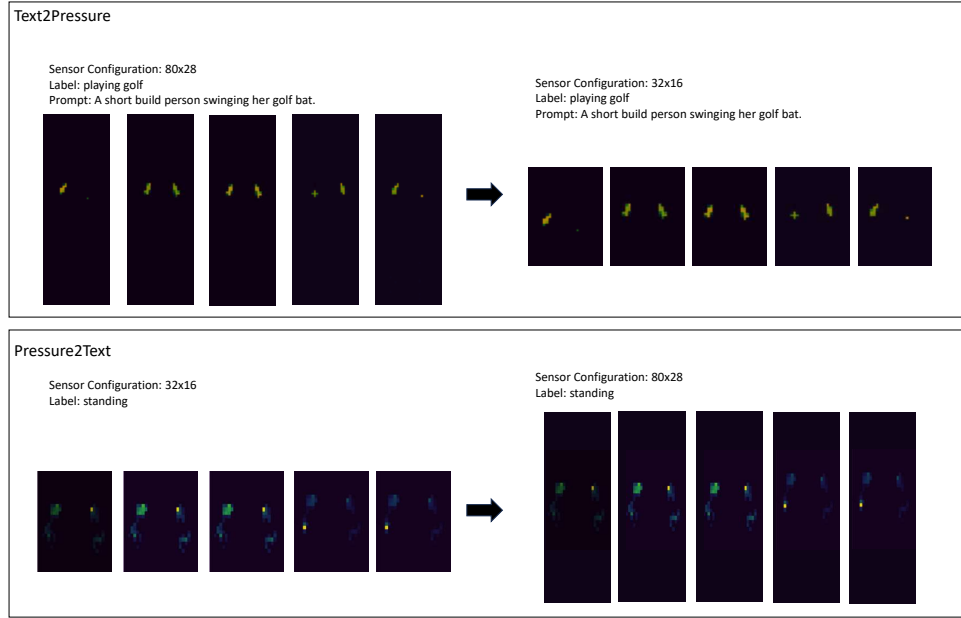 Text2Pressure
Sensor Configuration: 80x28
Label: playing golf
Prompt: A short build person swinging her golf bat.
Sensor Configuration: 32x16
Label: playing golf
Prompt: A short build person swinging her golf bat.
Pressure2Text
Sensor Configuration: 32x16
Label: standing
Sensor Configuration: 80x28
Label: standing